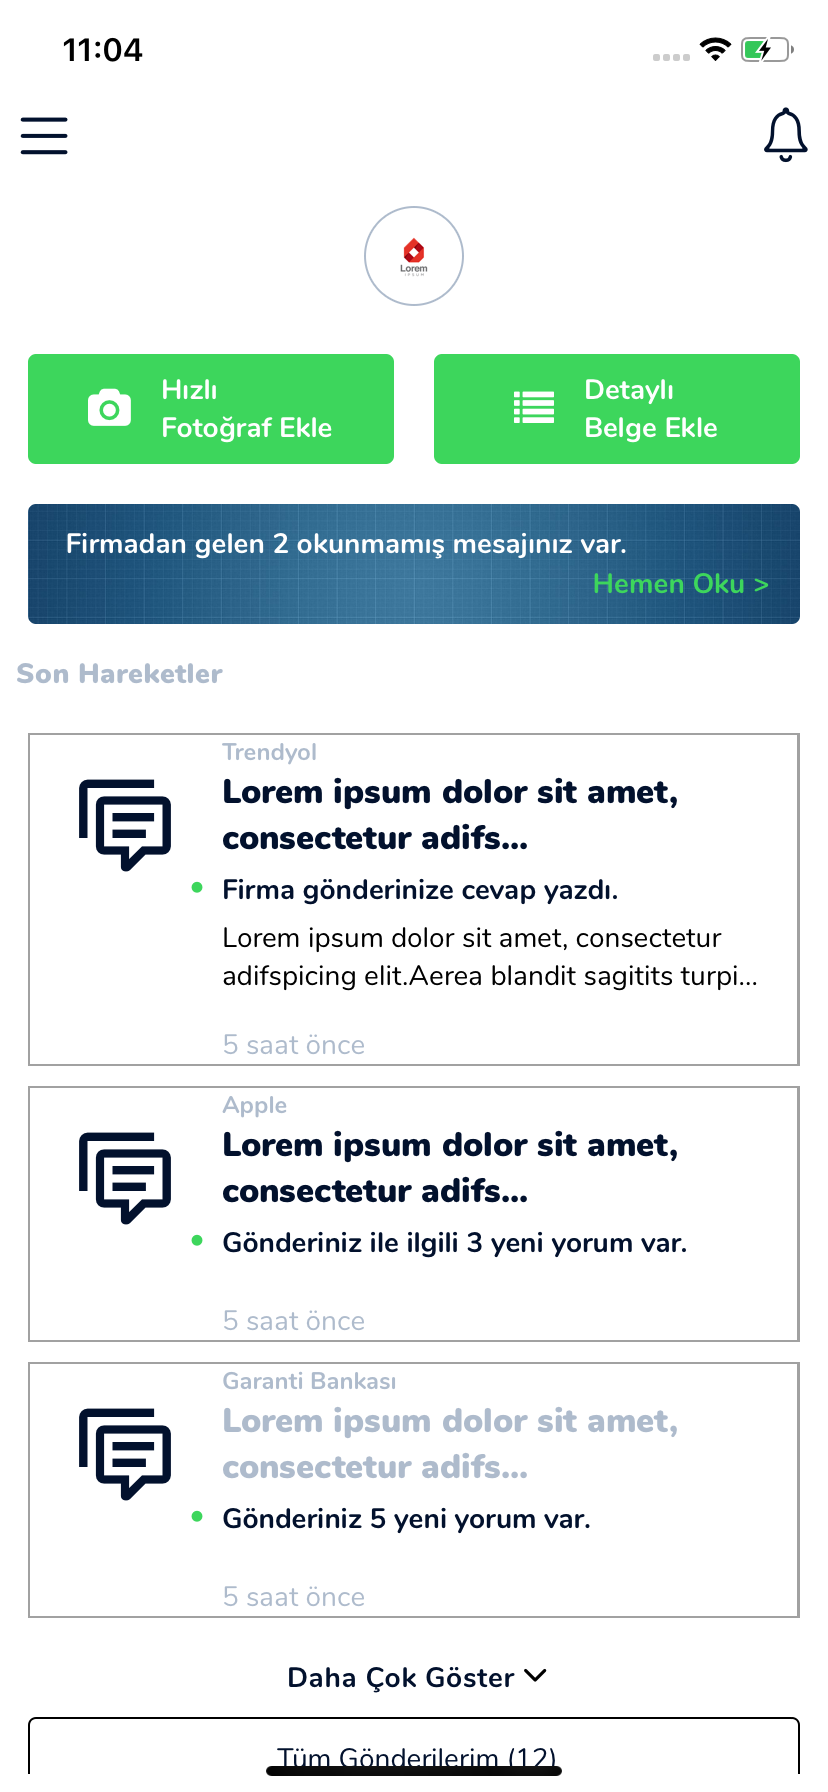 11:04
Lorem
IPSUM
Hızlı
Fotoğraf Ekle
Detaylı
Belge Ekle
Firmadan gelen 2 okunmamış mesajınız var.
Hemen Oku >
Son Hareketler
Trendyol
Lorem ipsum dolor sit amet,
consectetur adifs...
Firma gönderinize cevap yazdı.
Lorem ipsum dolor sit amet, consectetur
adifspicing elit.Aerea blandit sagitits turpi...
5 saat önce
Apple
Lorem ipsum dolor sit amet,
consectetur adifs...
Gönderiniz ile ilgili 3 yeni yorum var.
5 saat önce
Garanti Bankası
Lorem ipsum dolor sit amet,
consectetur adifs...
Gönderiniz 5 yeni yorum var.
5 saat önce
Daha Çok Göster
Tüm Gönderilerim (12)